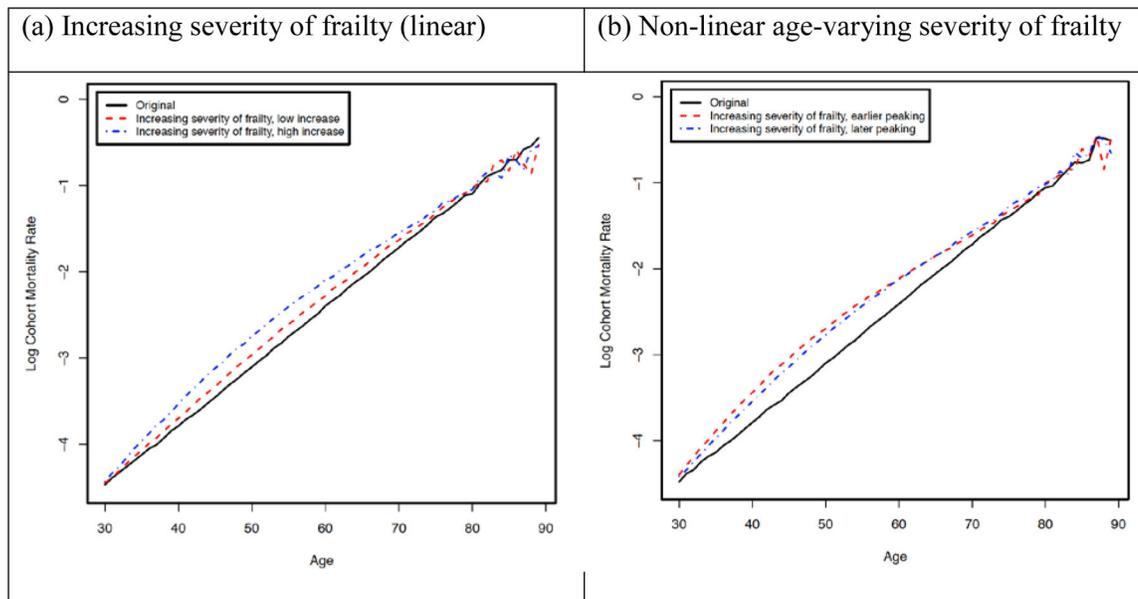 (a) Increasing severity of frailty (linear)
(b) Non-linear age-varying severity of frailty
0
-1
-2
-3
-4
Log Cohort Mortality Rate
Original
Increasing severity of frailty, low increase
Increasing severity of frailty, high increase
30 40 50 60 70 80 90
Age
0
-1
-2
-3
-4
Log Cohort Mortality Rate
Original
Increasing severity of frailty, earlier peaking
Increasing severity of frailty, later peaking
30 40 50 60 70 80 90
Age